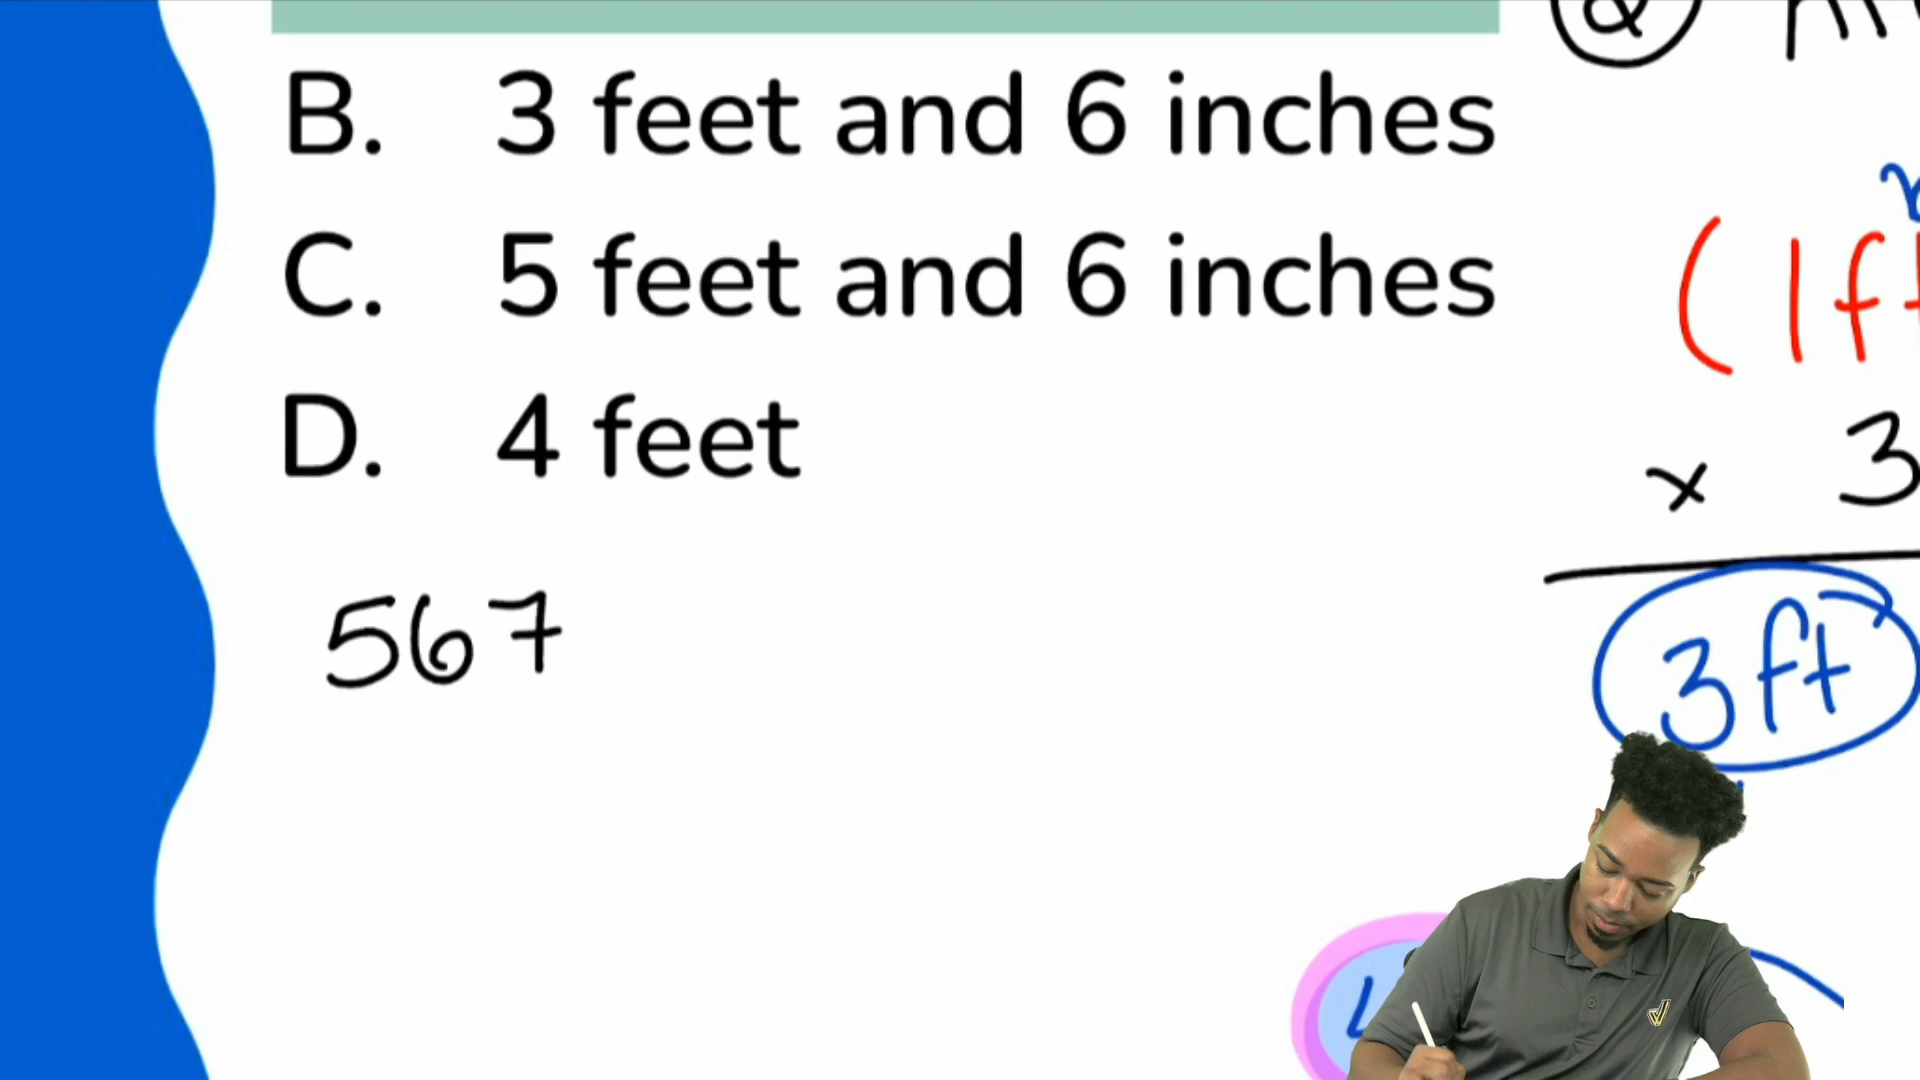 B. 3 feet and 6 inches
C. 5 feet and 6 inches
D. 4 feet
567
(1ft
x 3
3ft